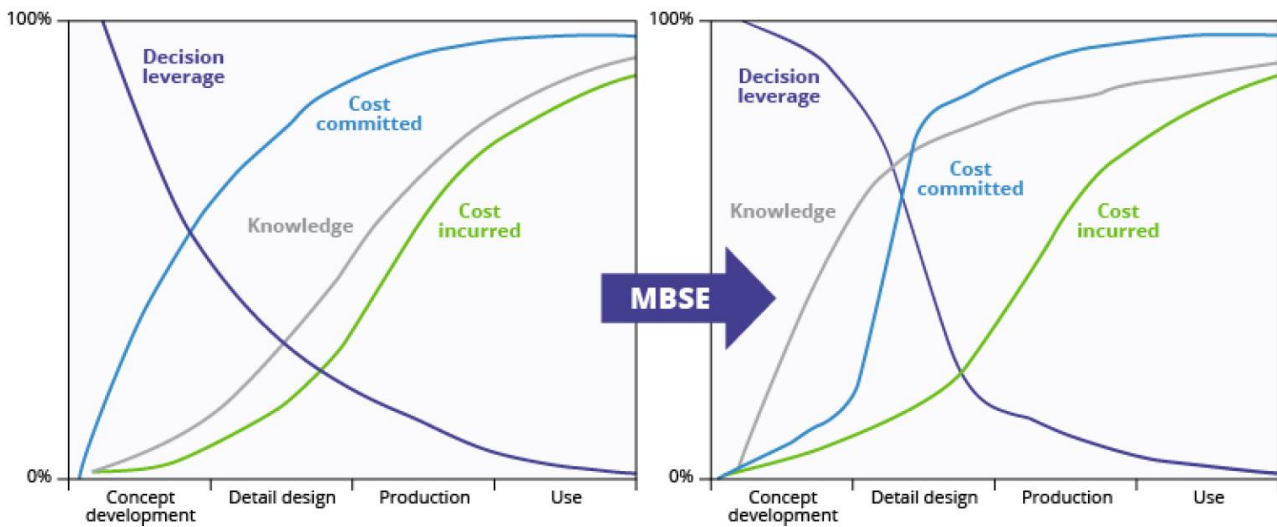 100%
Decision
leverage
Cost
committed
Knowledge
Cost
incurred
0%
Concept
development
Detail design
Production
Use
MBSE
100%
Decision
leverage
Cost
committed
Knowledge
Cost
incurred
0%
Concept
development
Detail design
Production
Use